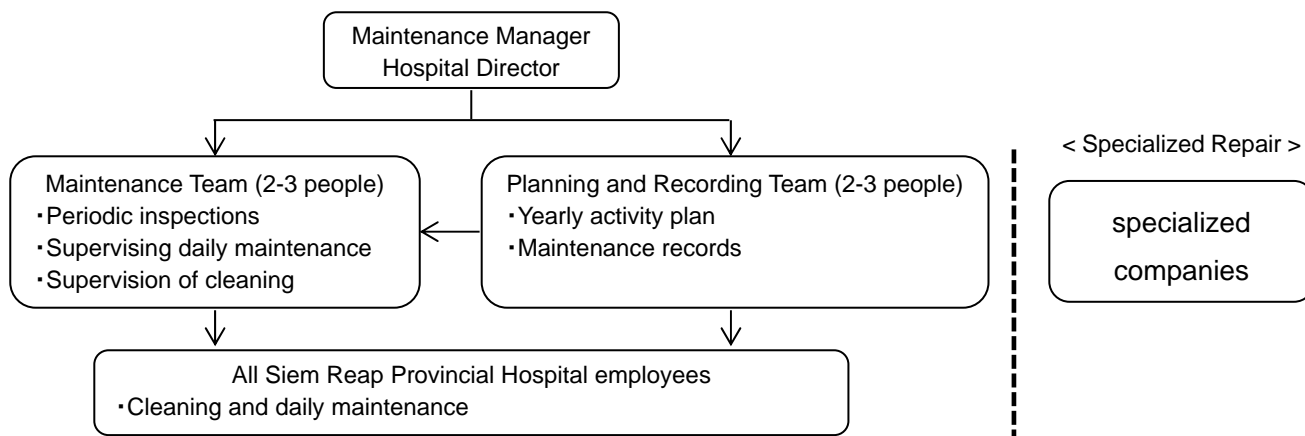 Maintenance Manager
Hospital Director
Maintenance Team (2-3 people)
・Periodic inspections
・Supervising daily maintenance
・Supervision of cleaning
Planning and Recording Team (2-3 people)
・Yearly activity plan
・Maintenance records
All Siem Reap Provincial Hospital employees
・Cleaning and daily maintenance
< Specialized Repair >
specialized
companies